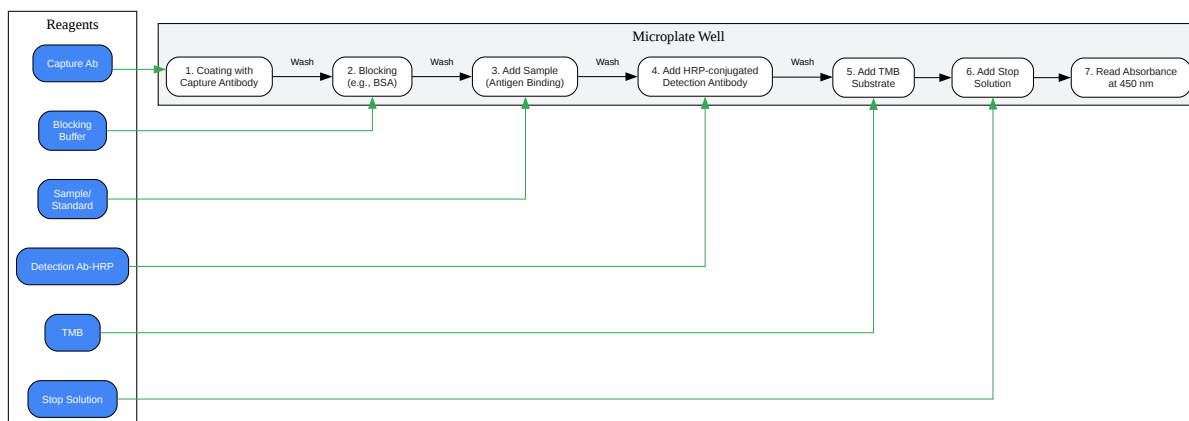 Reagents
Capture Ab
Blocking
Buffer
Sample/
Standard
Detection Ab-HRP
TMB
Stop Solution
Microplate Well
1. Coating with
Capture Antibody
Wash
2. Blocking
(e.g., BSA)
Wash
3. Add Sample
(Antigen Binding)
Wash
4. Add HRP-conjugated
Detection Antibody
Wash
5. Add TMB
Substrate
6. Add Stop
Solution
7. Read Absorbance
at 450 nm